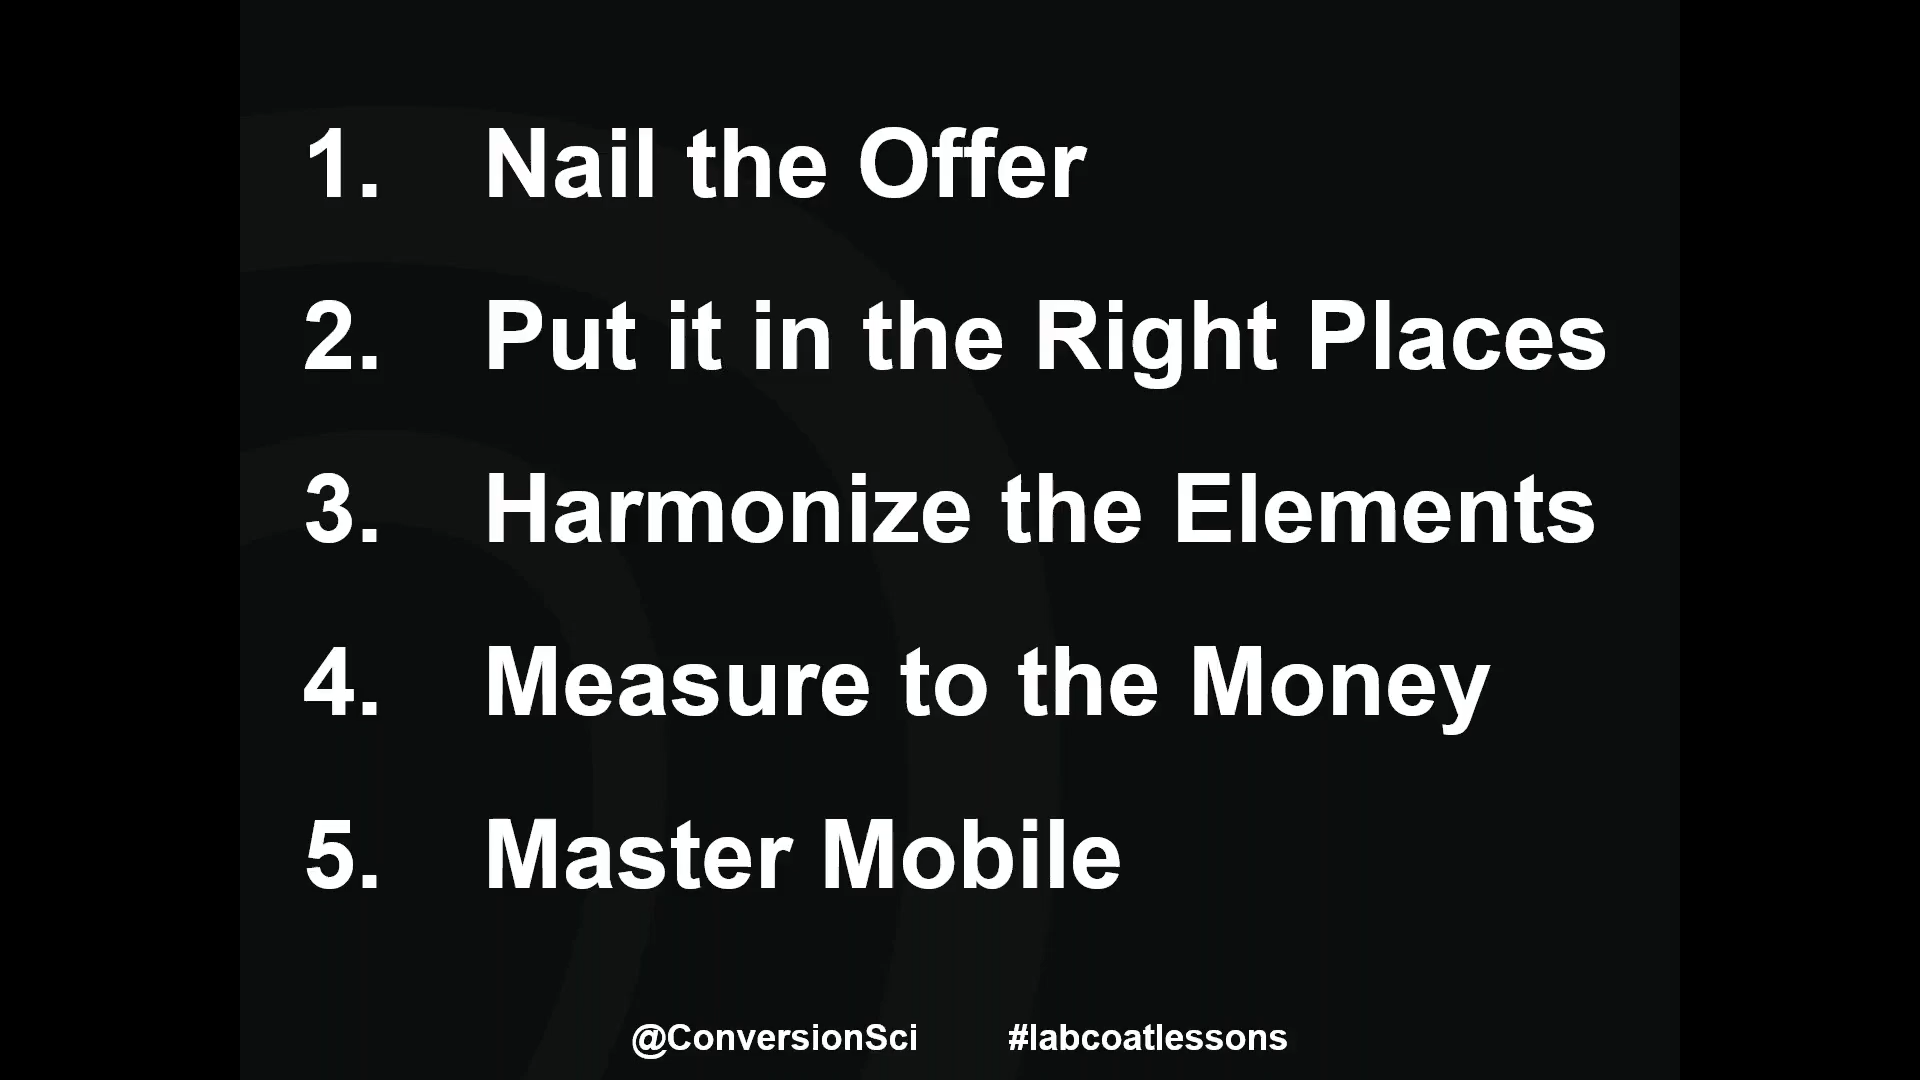 1. Nail the Offer
2. Put it in the Right Places
3. Harmonize the Elements
4. Measure to the Money
5. Master Mobile
@ConversionSci #labcoatlessons